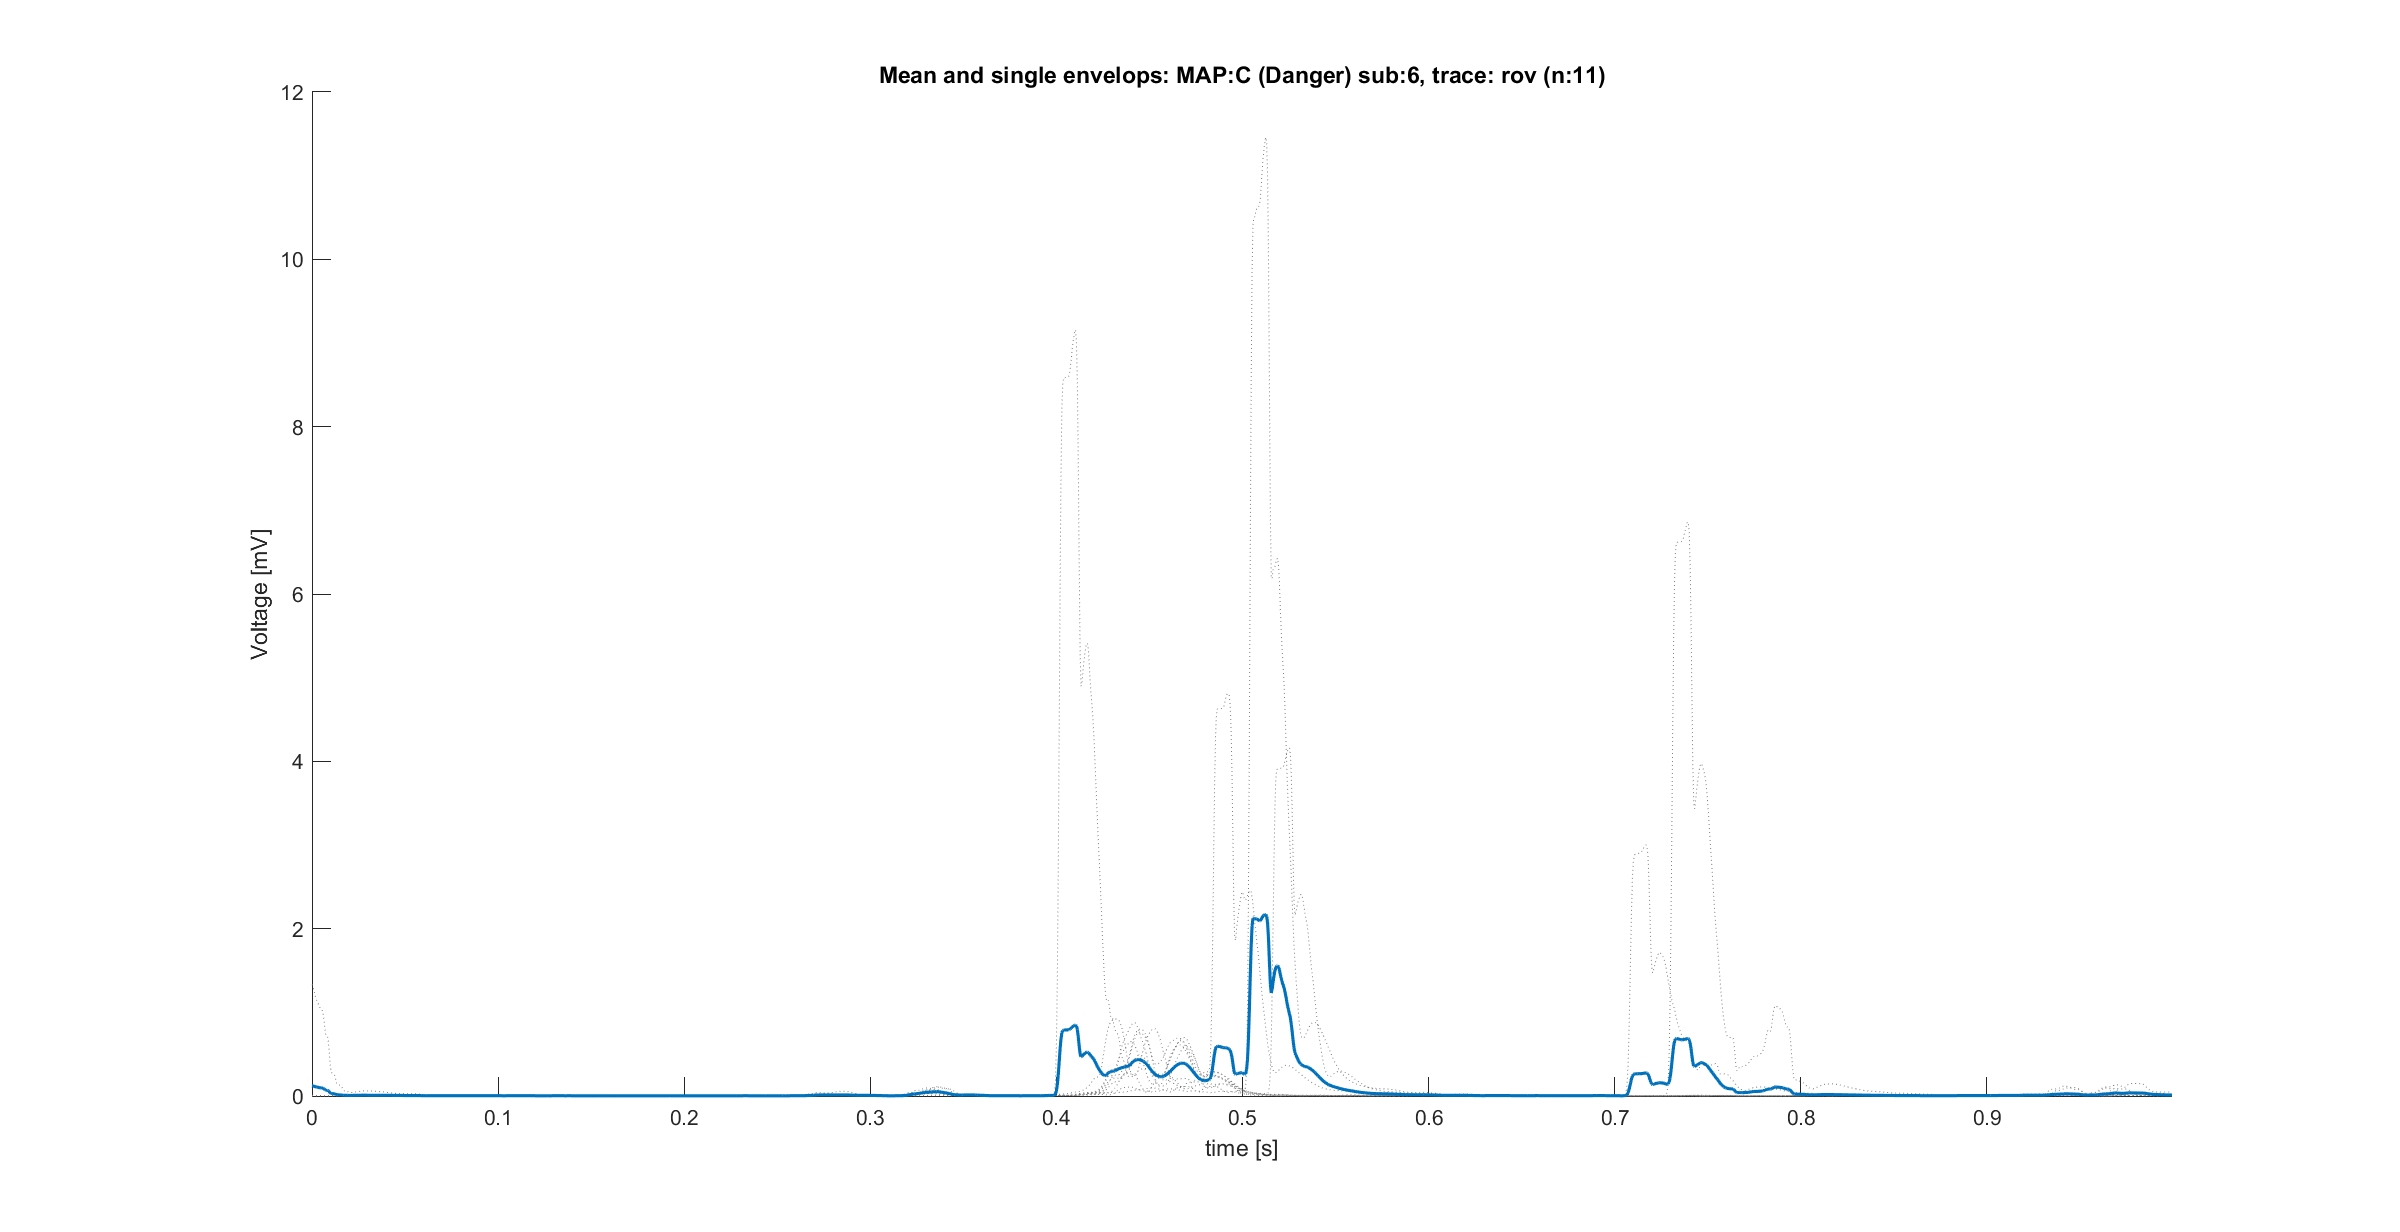 Mean and single envelops: MAP:C (Danger) sub:6, trace: rov (n:11)
12
10
8
6
4
2
0
Voltage [mV]
0 0.1 0.2 0.3 0.4 0.5 0.6 0.7 0.8 0.9
time [s]